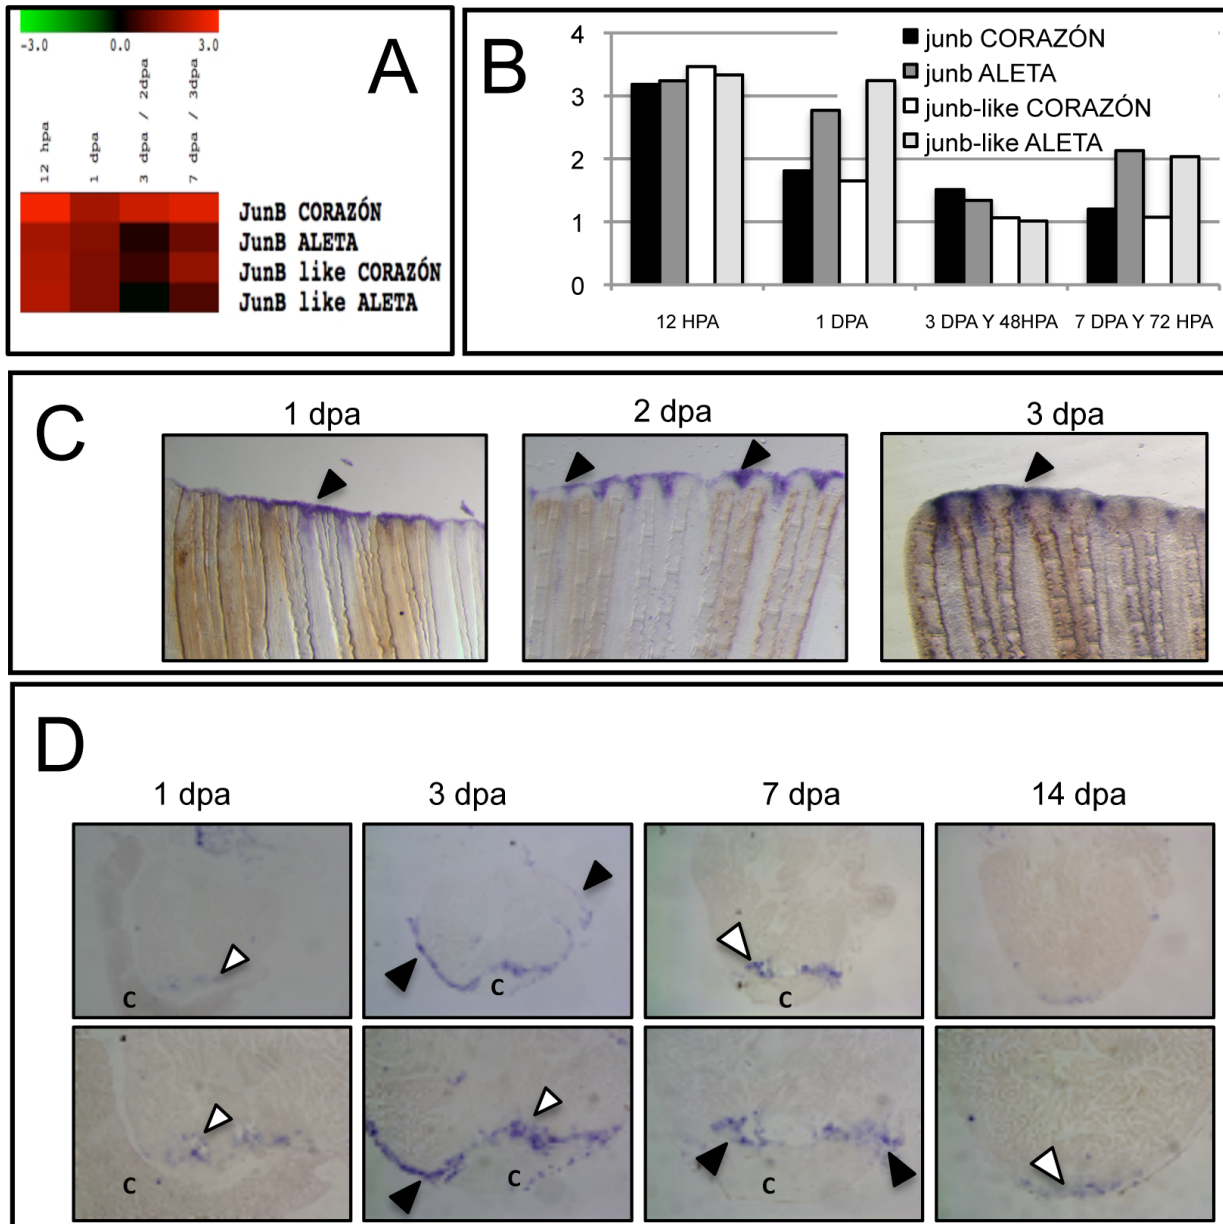 A
-3.0 0.0 3.0
12 hpa
1 dpa
3 dpa / 2dpa
7 dpa / 3dpa
JunB CORAZÓN
JunB ALETA
JunB like CORAZÓN
JunB like ALETA
B
4
3
2
1
0
junb CORAZÓN
junb ALETA
junb-like CORAZÓN
junb-like ALETA
12 HPA 1 DPA 3 DPA Y 48HPA 7 DPA Y 72 HPA
C
1 dpa 2 dpa 3 dpa
D
1 dpa 3 dpa 7 dpa 14 dpa
c c c
c c c